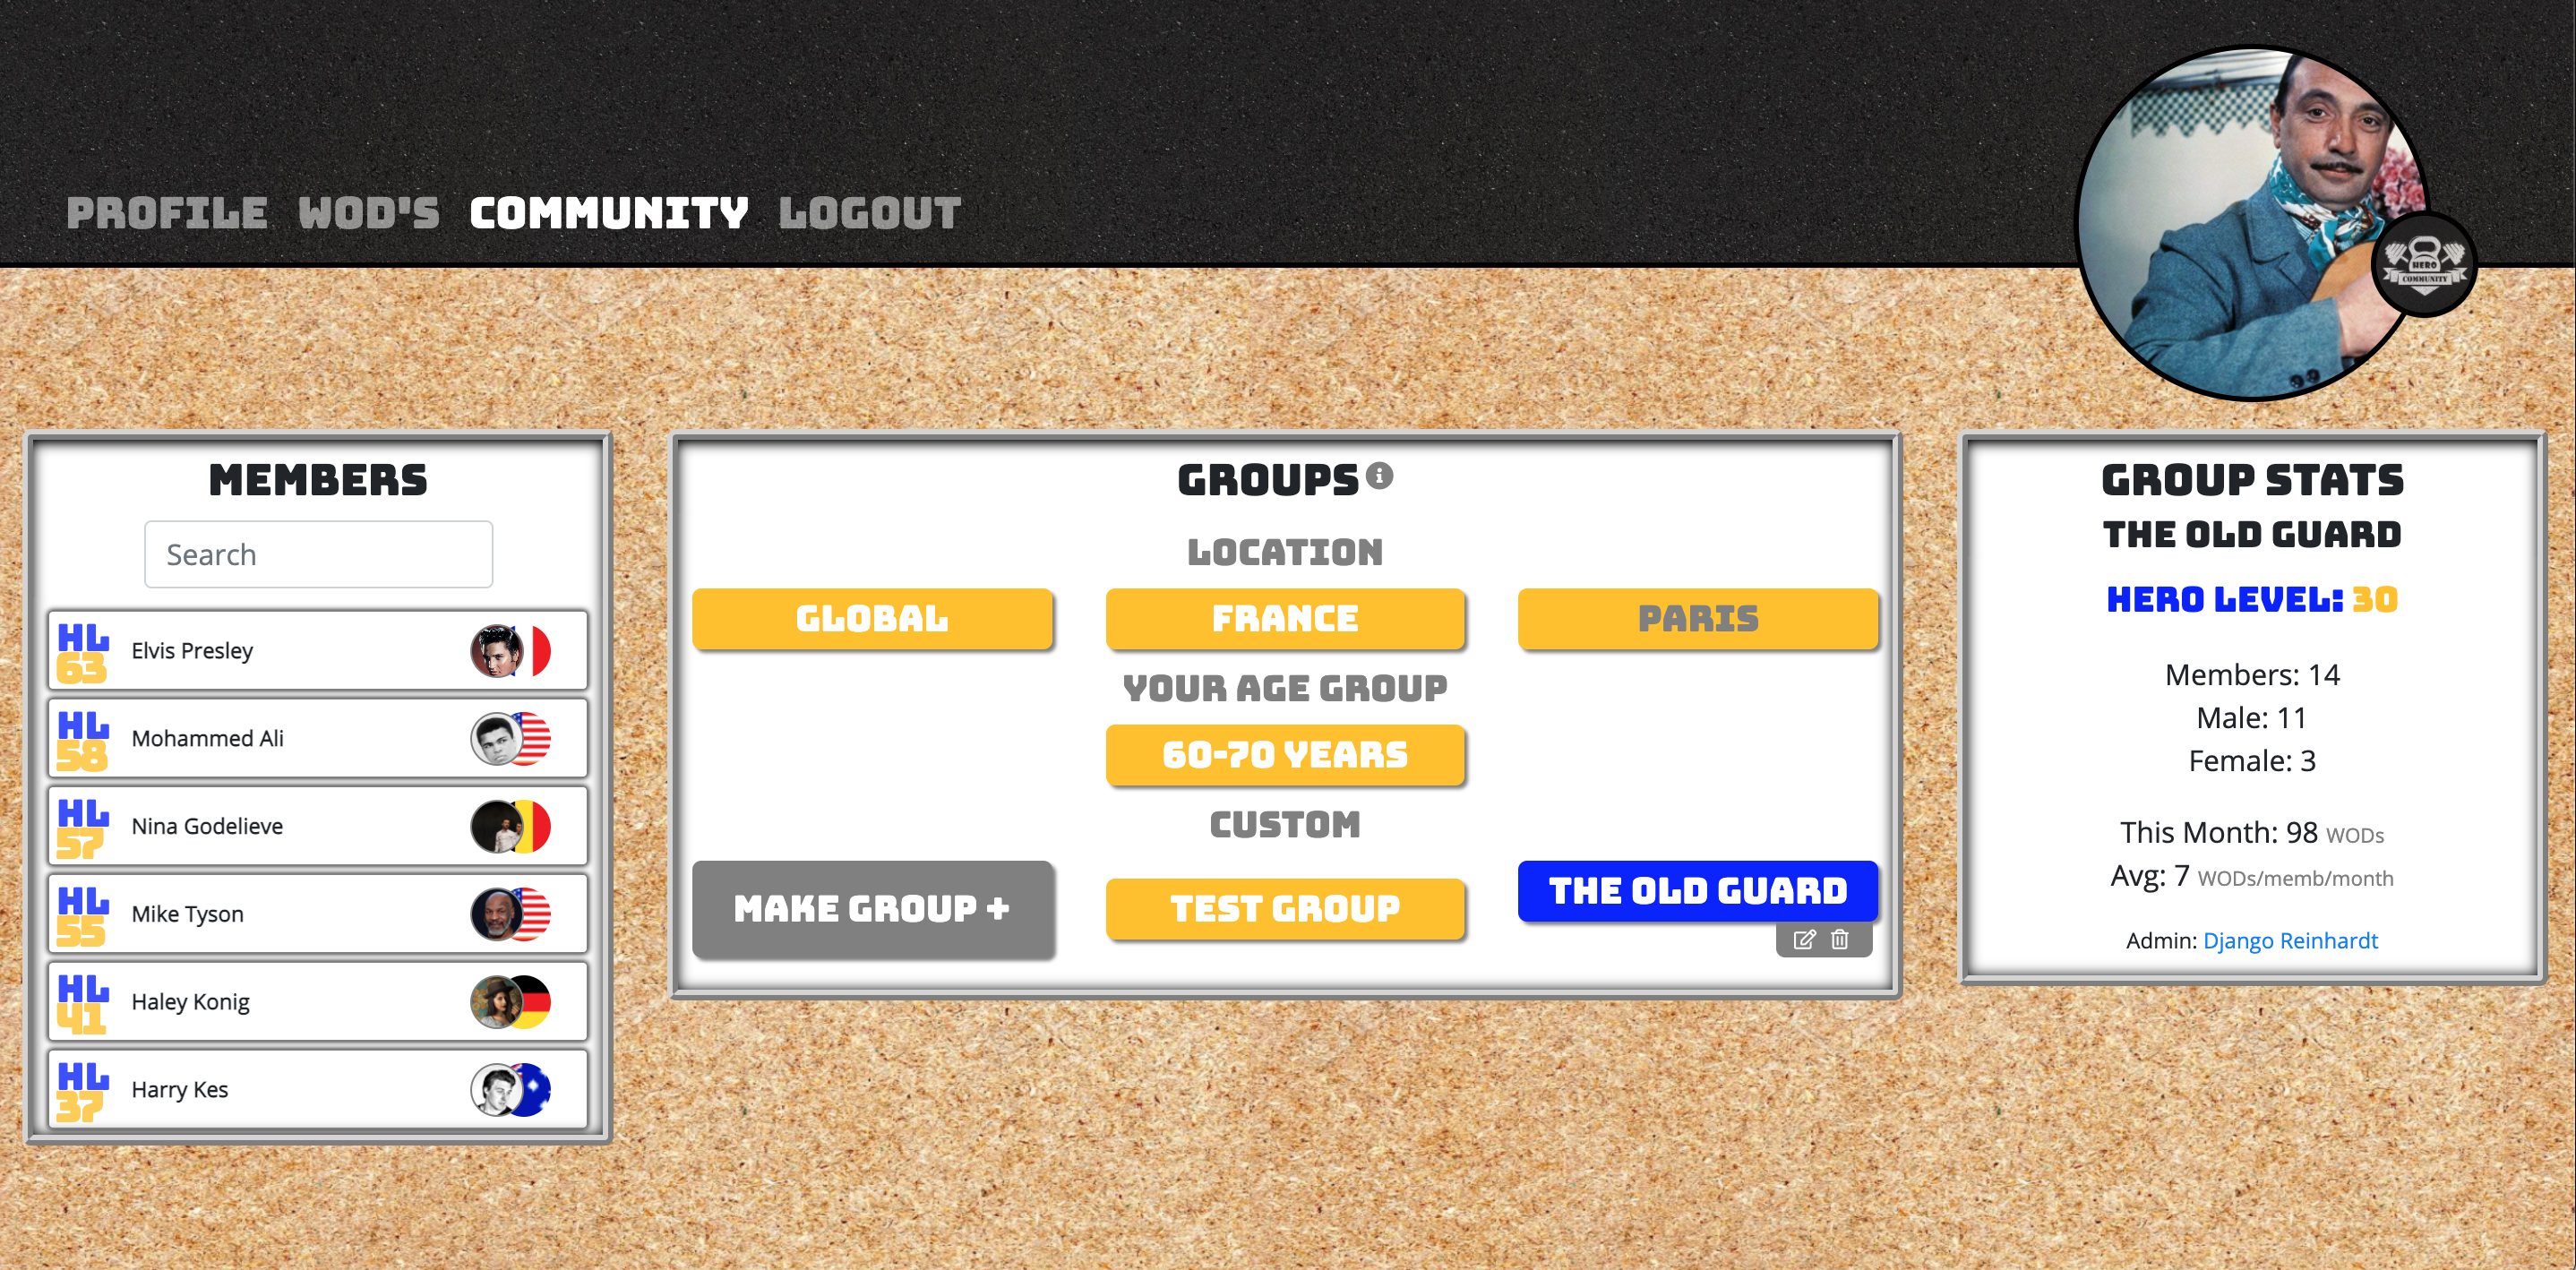 PROFILE WOD'S COMMUNITY LOGOUT
HERO
COMMUNITY
MEMBERS
Search
HL
63
Elvis Presley
HL
58
Mohammed Ali
HL
57
Nina Godelieve
HL
55
Mike Tyson
HL
41
Haley Konig
HL
37
Harry Kes
GROUPS i
LOCATION
GLOBAL FRANCE PARIS
YOUR AGE GROUP
60-70 YEARS
CUSTOM
MAKE GROUP + TEST GROUP THE OLD GUARD
GROUP STATS
THE OLD GUARD
HERO LEVEL: 30
Members: 14
Male: 11
Female: 3
This Month: 98 WODs
Avg: 7 WODs/memb/month
Admin: Django Reinhardt